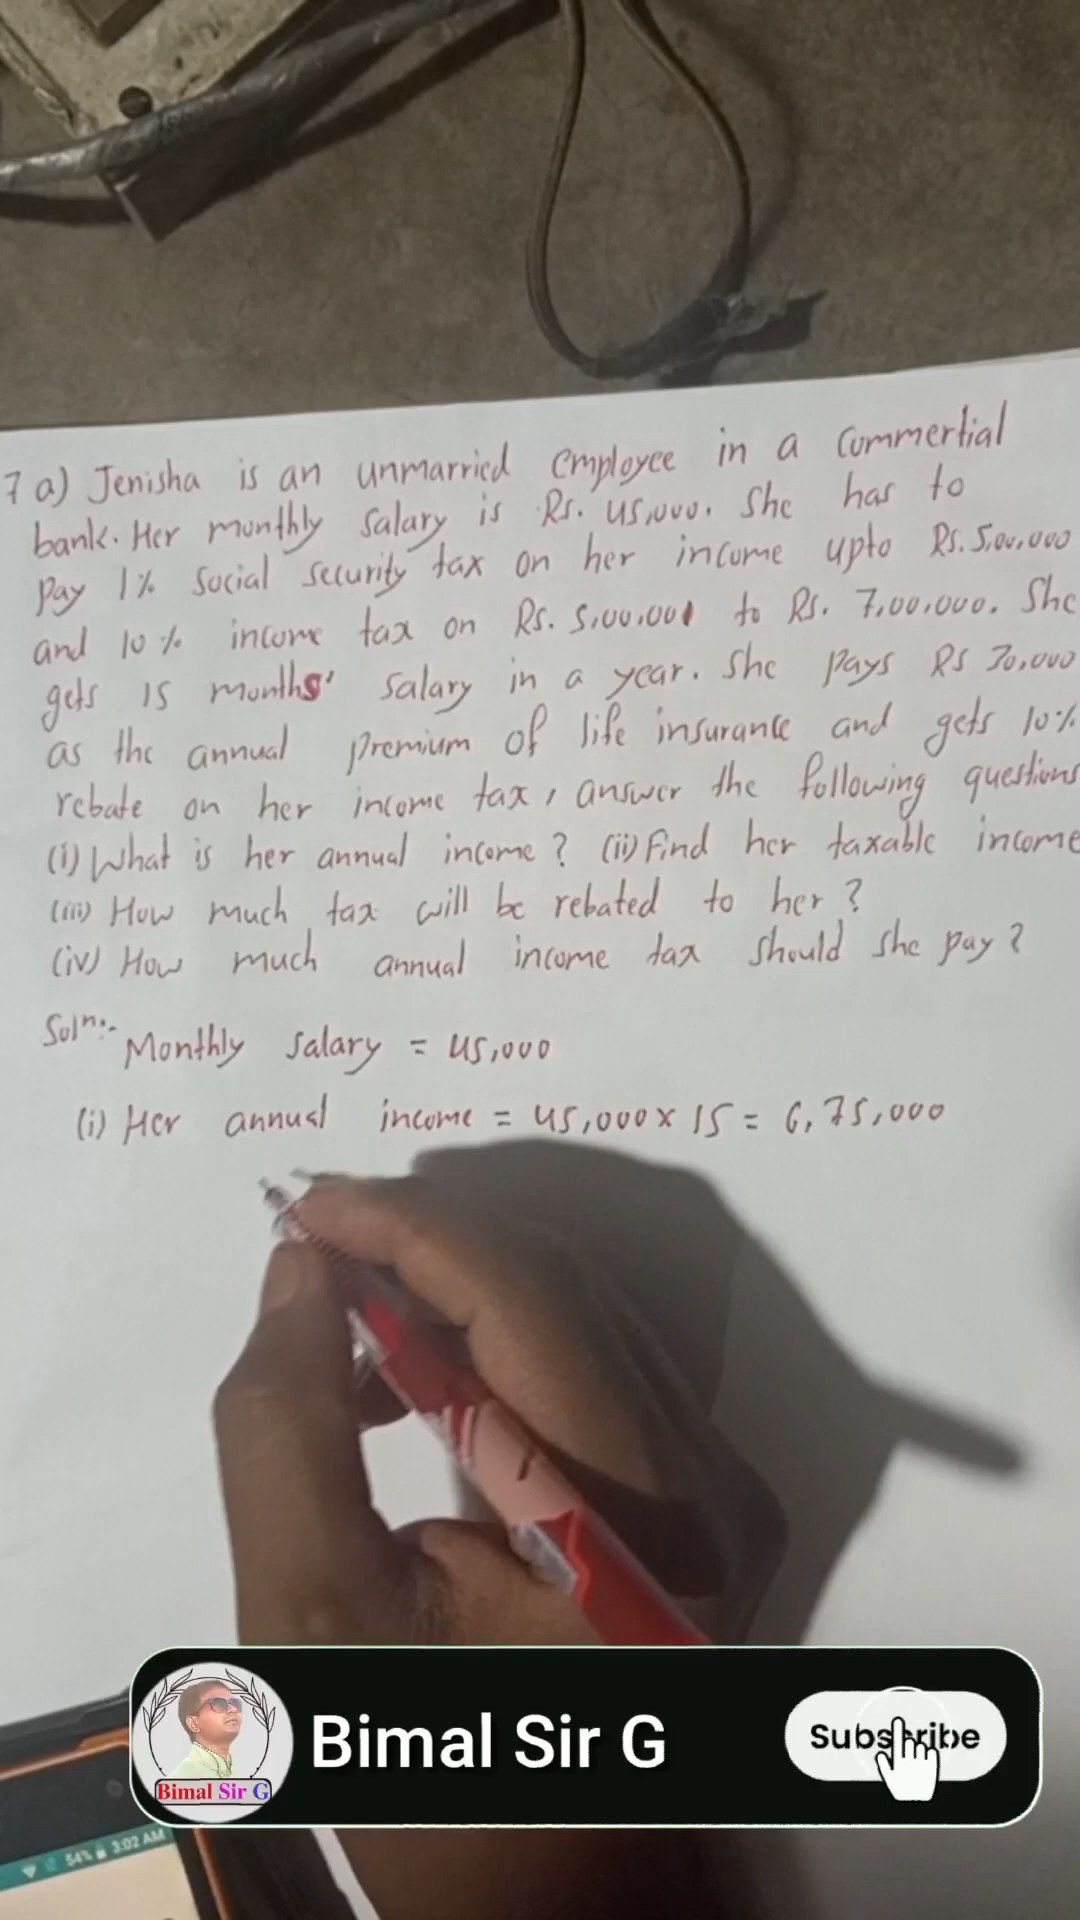 7 a) Jenisha is an unmarried employee in a Commertial
bank. Her monthly salary is Rs. 45,000. She has to
Pay 1% Social security tax on her income upto Rs. 5,00,000
and 10% income tax on Rs. 5,00,001 to Rs. 7,00,000. She
gets 15 months' salary in a year. She pays RS 30,000
as the annual premium of life insurance and gets 10%
rebate on her income tax, answer the following questions
(i) What is her annual income? (ii) Find her taxable income
(iii) How much tax will be rebated to her?
(iv) How much annual income tax should she pay?
Soln:- Monthly salary = 45,000
(i) Her annual income = 45,000 x 15 = 6,75,000
Bimal Sir G
Bimal Sir G
Subscribe
54% 3:02 AM